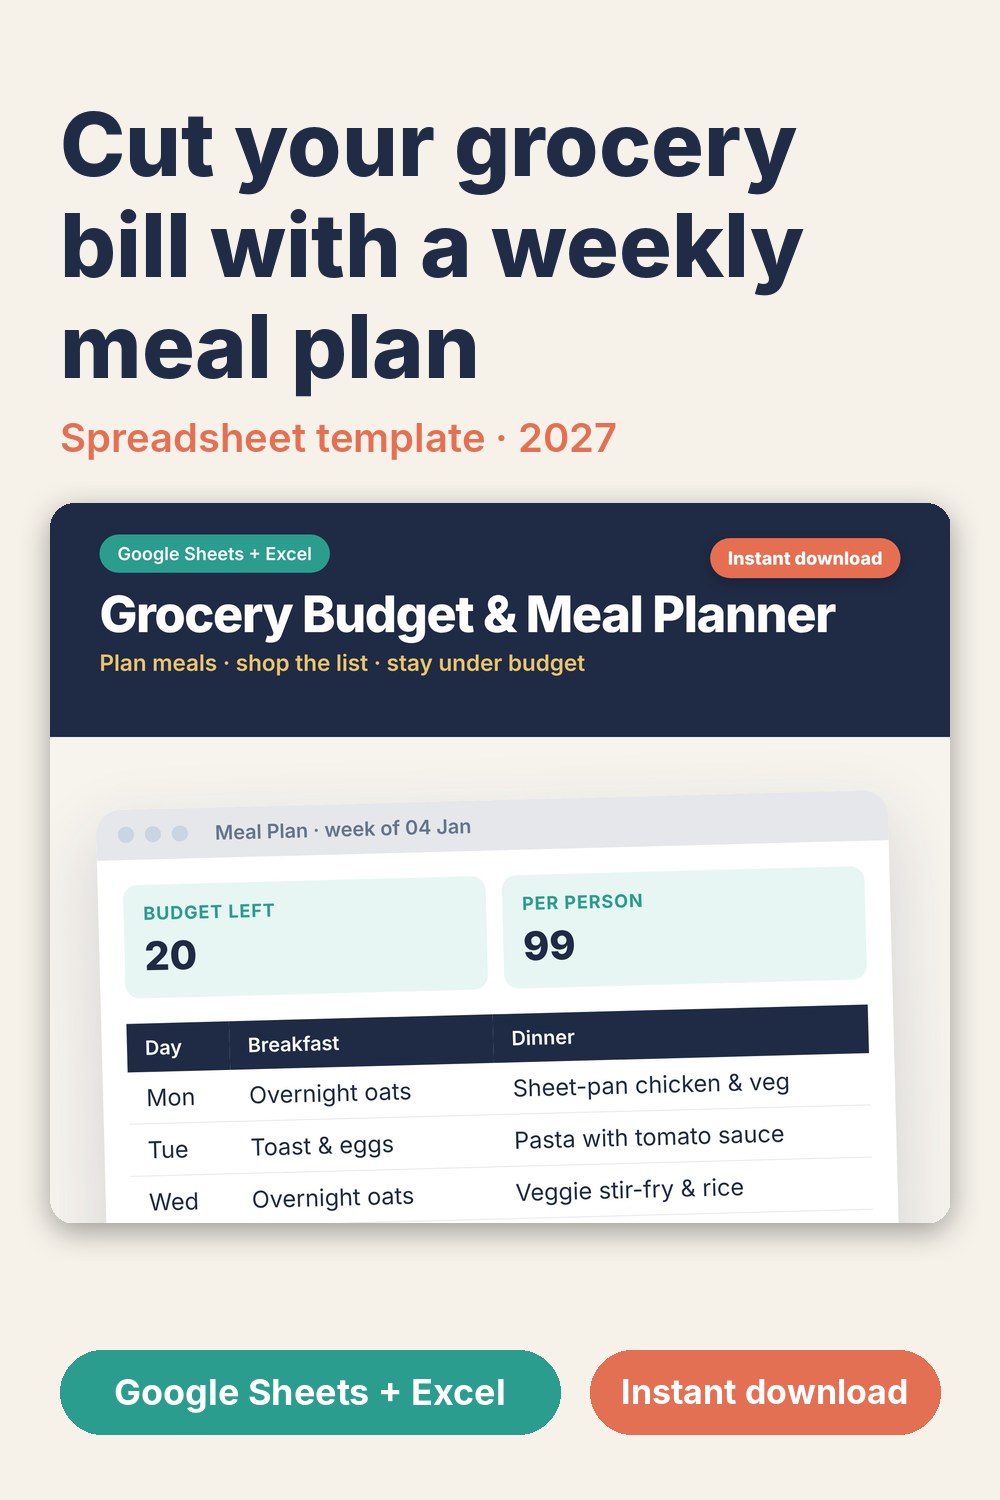 Cut your grocery
bill with a weekly
meal plan
Spreadsheet template · 2027
Google Sheets + Excel
Instant download
Grocery Budget & Meal Planner
Plan meals · shop the list · stay under budget
Meal Plan · week of 04 Jan
BUDGET LEFT
20
PER PERSON
99
Day Breakfast Dinner
Mon Overnight oats Sheet-pan chicken & veg
Tue Toast & eggs Pasta with tomato sauce
Wed Overnight oats Veggie stir-fry & rice
Google Sheets + Excel
Instant download